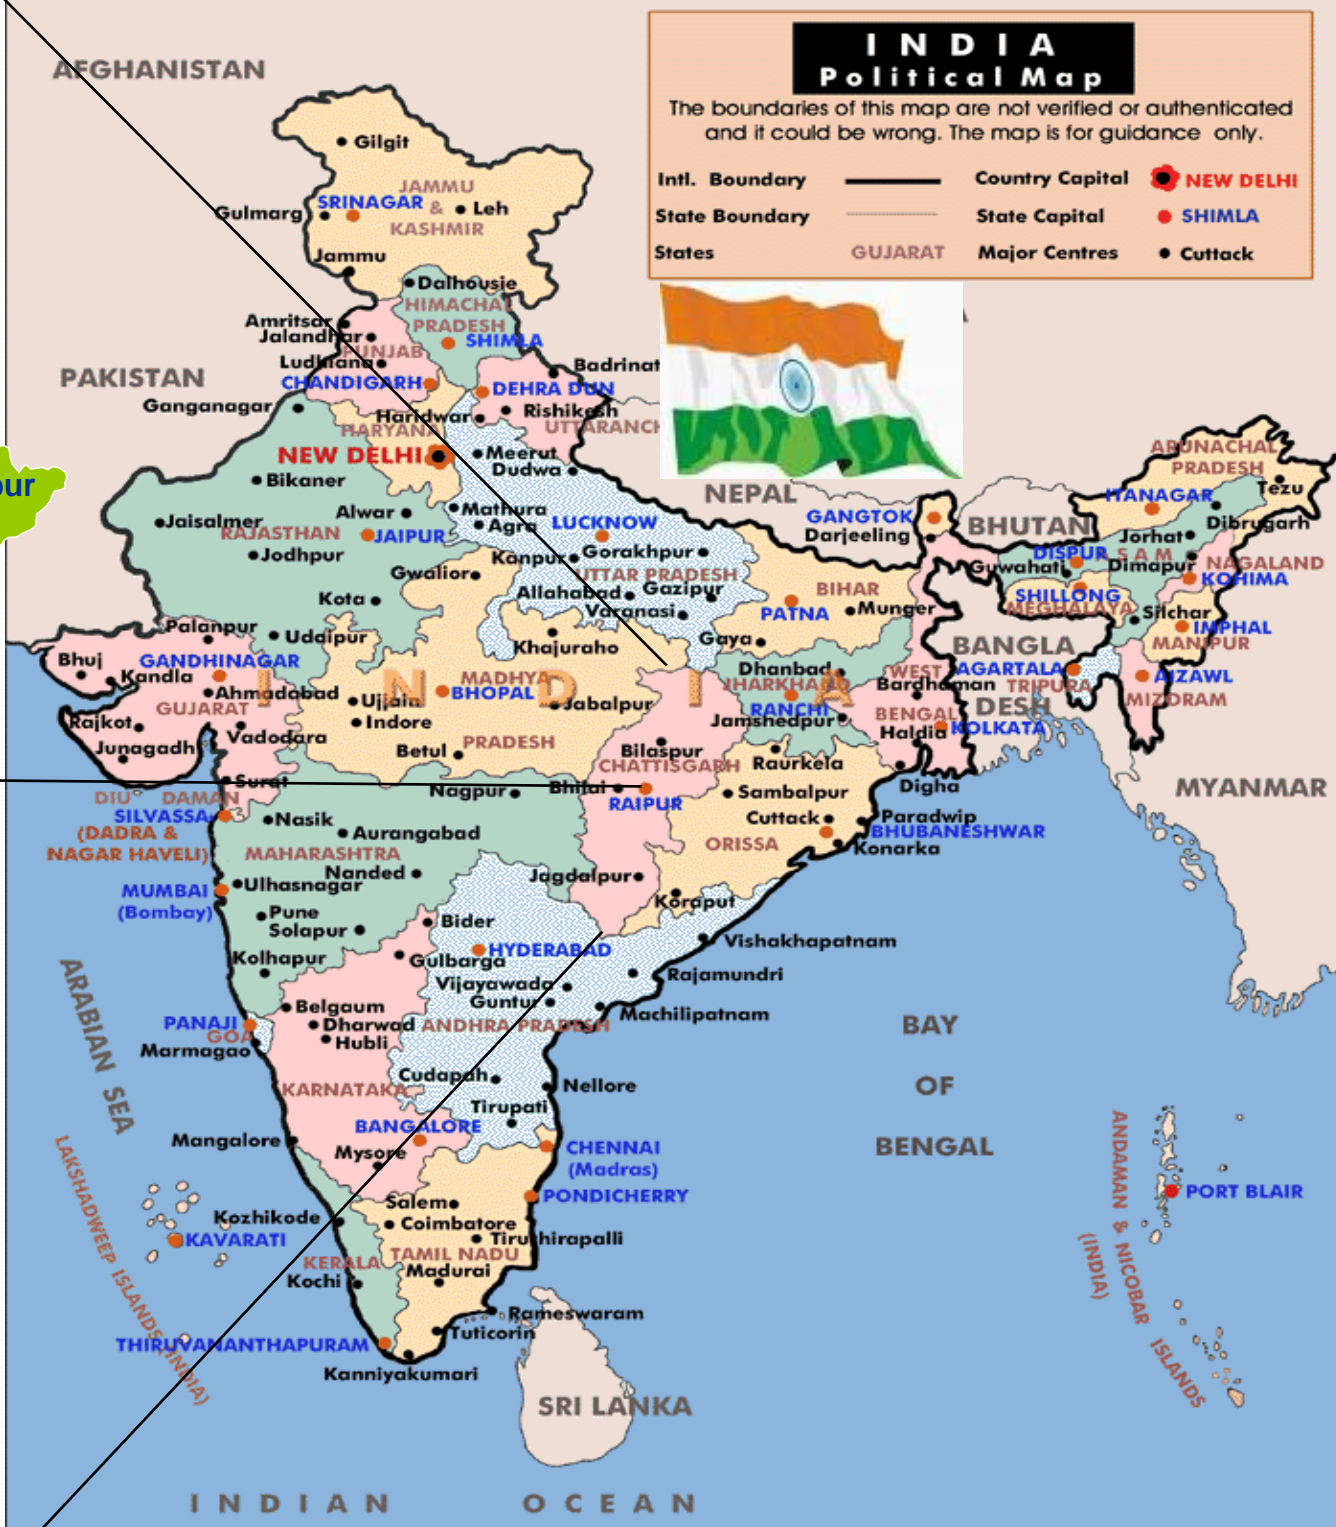 INDIA
Political Map
The boundaries of this map are not verified or authenticated
and it could be wrong. The map is for guidance only.
Intl. Boundary
Country Capital
NEW DELHI
State Boundary
State Capital
SHIMLA
States
GUJARAT
Major Centres
Cuttack
AFGHANISTAN
Gilgit
JAMMU
&
KASHMIR
SRINAGAR
Leh
Gulmarg
Jammu
Dalhousie
HIMACHAL
PRADESH
SHIMLA
Amritsar
Jalandhar
PUNJAB
Ludhiana
CHANDIGARH
PAKISTAN
Ganganagar
Badrinat
DEHRA DUN
Rishikesh
Haridwar
UTTARANCH
HARYANA
NEW DELHI
Meerut
Dudwa
Bikaner
Jaisalmer
RAJASTHAN
Alwar
JAIPUR
Jodhpur
Mathura
Agra
LUCKNOW
Kanpur
Gorakhpur
UTTAR PRADESH
Gwalior
Allahabad
Gazipur
Varanasi
Kota
Udaipur
NEPAL
GANGTOK
Darjeeling
BHUTAN
ARUNACHAL
PRADESH
ITANAGAR
Tezu
Dibrugarh
Jorhat
DISPUR
SAM
Guwahati
Dimapur
NAGALAND
KOHIMA
SHILLONG
MEGHALAYA
Silchar
IMPHAL
MANIPUR
BIHAR
PATNA
Munger
Gaya
BANGLA
DESH
AGARTALA
TRIPURA
AIZAWL
MIZORAM
Palanpur
Bhuj
GANDHINAGAR
Kandla
Ahmadabad
GUJARAT
Rajkot
Junagadh
Vadodara
Surat
Khajuraho
MADHYA
BHOPAL
Ujjain
Indore
Jabalpur
Betul
PRADESH
INDIA
Dhanbad
JHARKHAND
RANCHI
Jamshedpur
WEST
Bardhaman
BENGAL
Haldia
KOLKATA
Digha
MYANMAR
Bilaspur
CHATTISGARH
Bhilai
RAIPUR
Jagdalpur
Raurkela
Sambalpur
Cuttack
Paradwip
BHUBANESHWAR
Konarka
ORISSA
Koraput
DIU DAMAN
SILVASSA
(DADRA &
NAGAR HAVELI)
Nagpur
Nasik
Aurangabad
MAHARASHTRA
Nanded
Ulhasnagar
MUMBAI
(Bombay)
Pune
Solapur
Kolhapur
Bider
HYDERABAD
Gulbarga
Vijayawada
Guntur
ANDHRA PRADESH
Vishakhapatnam
Rajamundri
Machilipatnam
Belgaum
Dharwad
Hubli
PANAJI
GOA
Marmagao
KARNATAKA
Cudapah
Nellore
Tirupati
BANGALORE
Mangalore
Mysore
CHENNAI
(Madras)
PONDICHERRY
Salem
Coimbatore
Tiruchirapalli
Kozhikode
TAMIL NADU
KERALA
Madurai
Kochi
Rameswaram
Tuticorin
THIRUVANANTHAPURAM
Kanniyakumari
KAVARATI
LAKSHADWEEP ISLANDS (INDIA)
ARABIAN SEA
BAY
OF
BENGAL
ANDAMAN & NICOBAR ISLANDS
(INDIA)
PORT BLAIR
SRI LANKA
INDIAN OCEAN